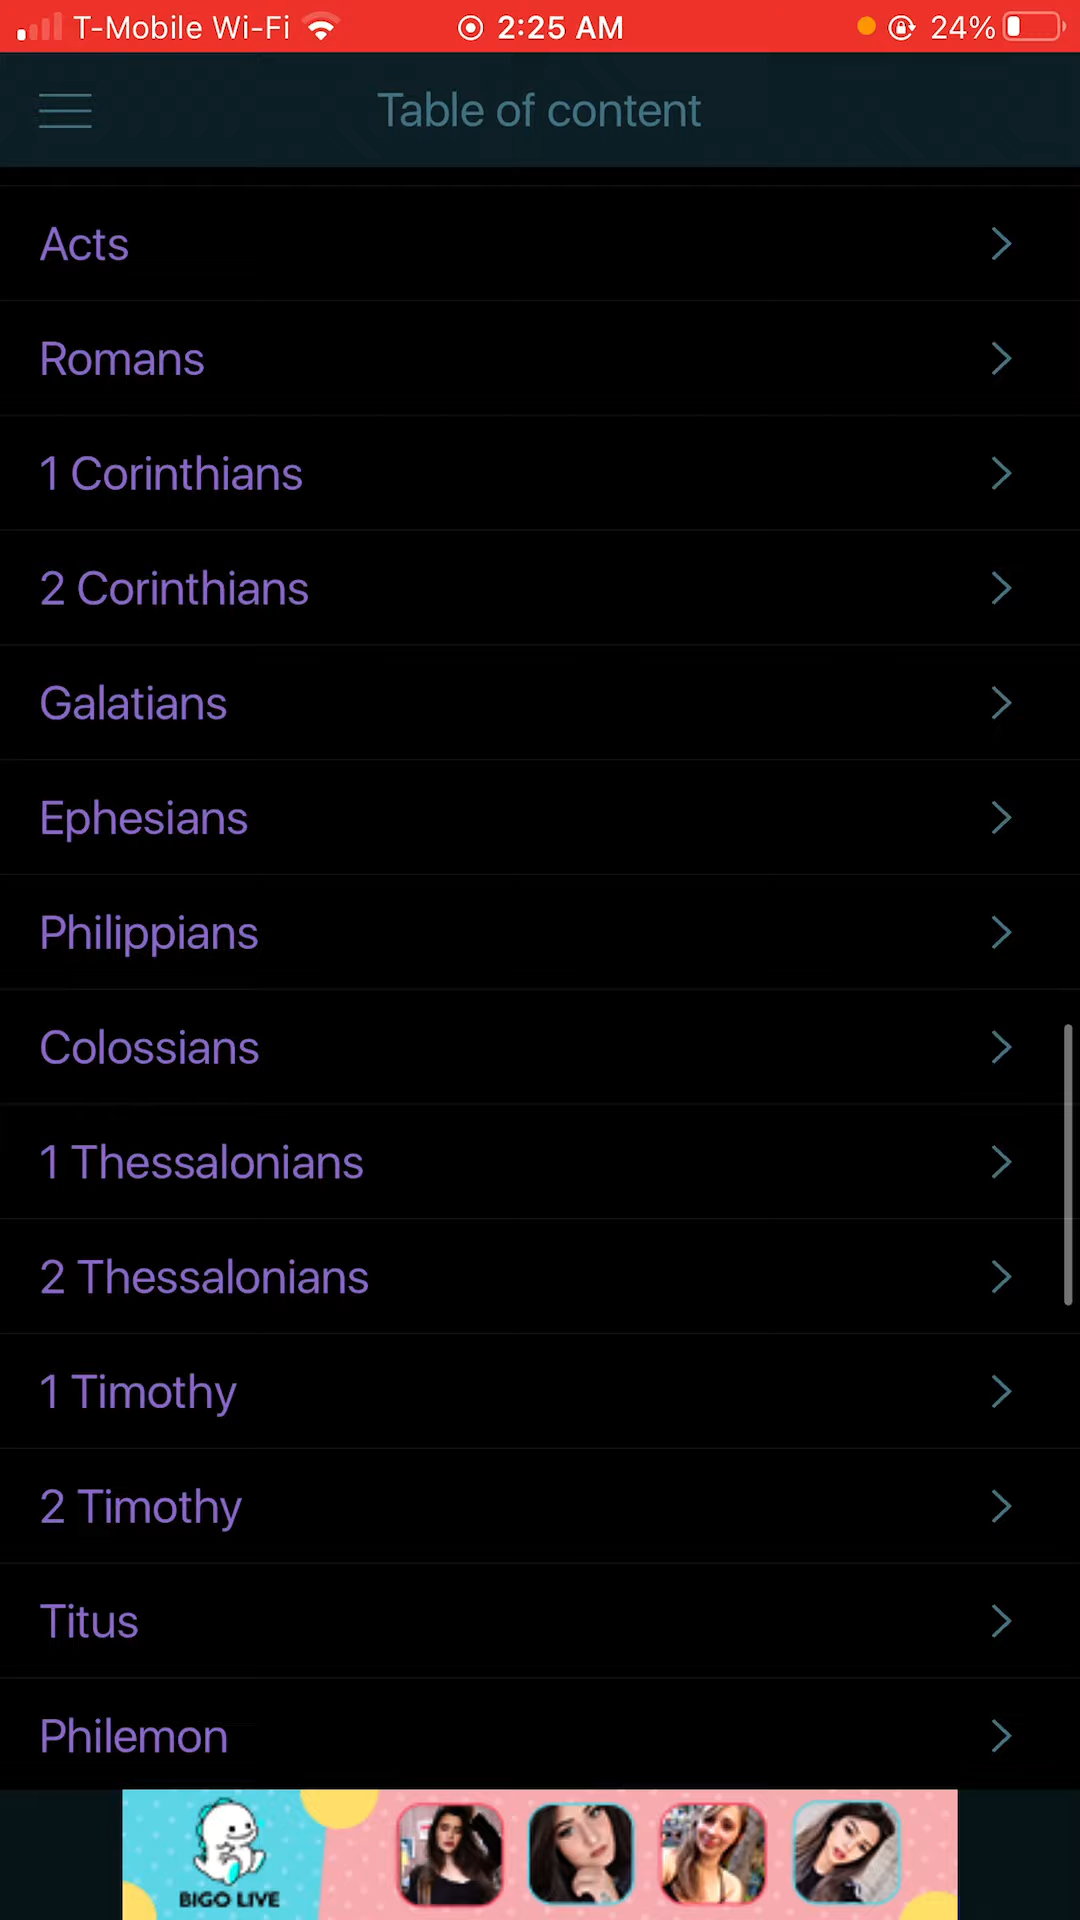 T-Mobile Wi-Fi 2:25 AM 24%
Table of content
Acts
Romans
1 Corinthians
2 Corinthians
Galatians
Ephesians
Philippians
Colossians
1 Thessalonians
2 Thessalonians
1 Timothy
2 Timothy
Titus
Philemon
BIGO LIVE